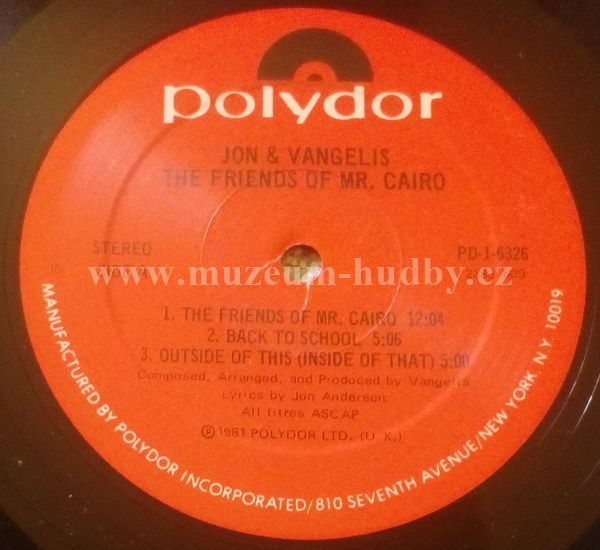 polydor
JON & VANGELIS
THE FRIENDS OF MR. CAIRO
STEREO
PD-1-6326
SIDE A
www.muzeum-hudby.cz
1. THE FRIENDS OF MR. CAIRO 12:04
2. BACK TO SCHOOL 5:06
3. OUTSIDE OF THIS (INSIDE OF THAT) 5:00
Composed, Arranged, and Produced by Vangelis
Lyrics by Jon Anderson
All titres ASCAP
℗ 1981 POLYDOR LTD. (U.K.)
MANUFACTURED BY POLYDOR INCORPORATED/810 SEVENTH AVENUE/NEW YORK, N Y 10019